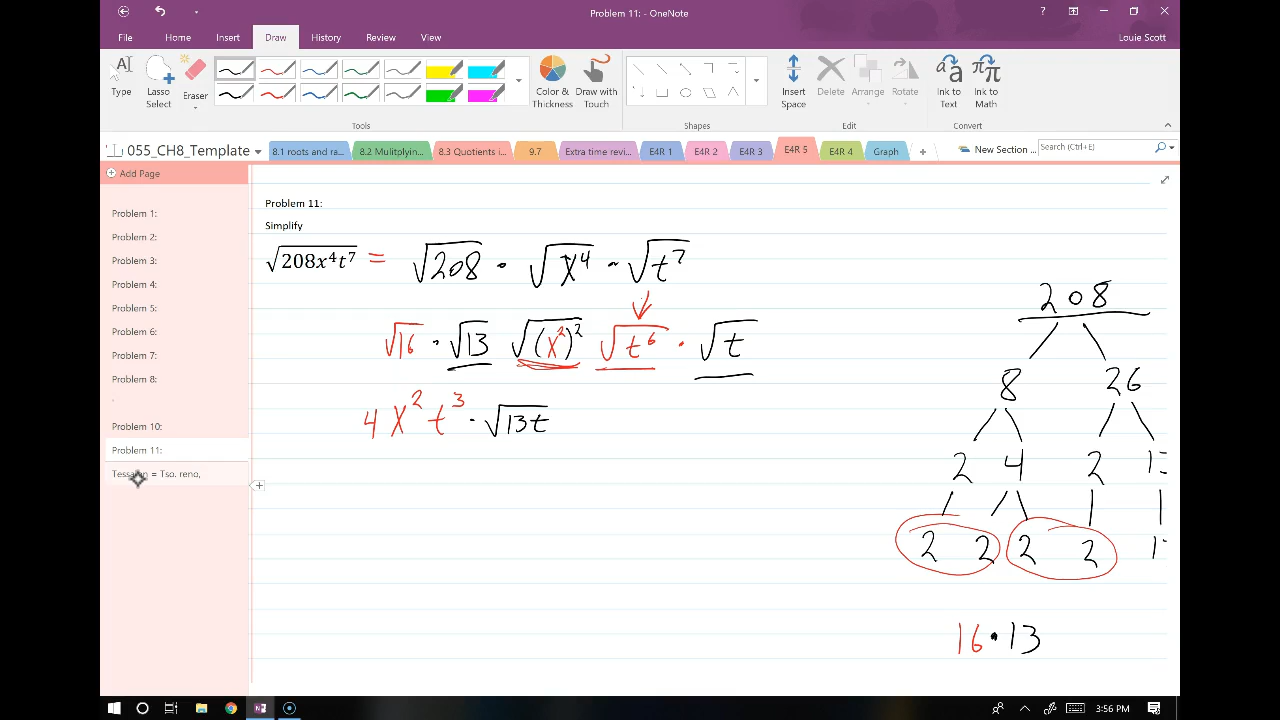 Problem 11: - OneNote
?
File Home Insert Draw History Review View
Louie Scott
Type
Lasso Select
Eraser
Color & Thickness
Draw with Touch
Insert Space
Delete
Arrange
Rotate
Ink to Text
Ink to Math
Tools Shapes Edit Convert
055_CH8_Template 8.1 roots and ra... 8.2 Mulitplyin... 8.3 Quotients i... 9.7 Extra time revi... E4R 1 E4R 2 E4R 3 E4R 5 E4R 4 Graph + New Section ... Search (Ctrl+E)
Add Page
Problem 1:
Problem 2:
Problem 3:
Problem 4:
Problem 5:
Problem 6:
Problem 7:
Problem 8:
Problem 10:
Problem 11:
= Tso. reno,
Problem 11:
Simplify
√208x⁴t⁷ = √208 · √x⁴ · √t⁷
√16 · √13 √(x²)² √t⁶ · √t
4x²t³ · √13t
208
8 26
2 4 2
2 2 2 2
16 · 13
3:56 PM